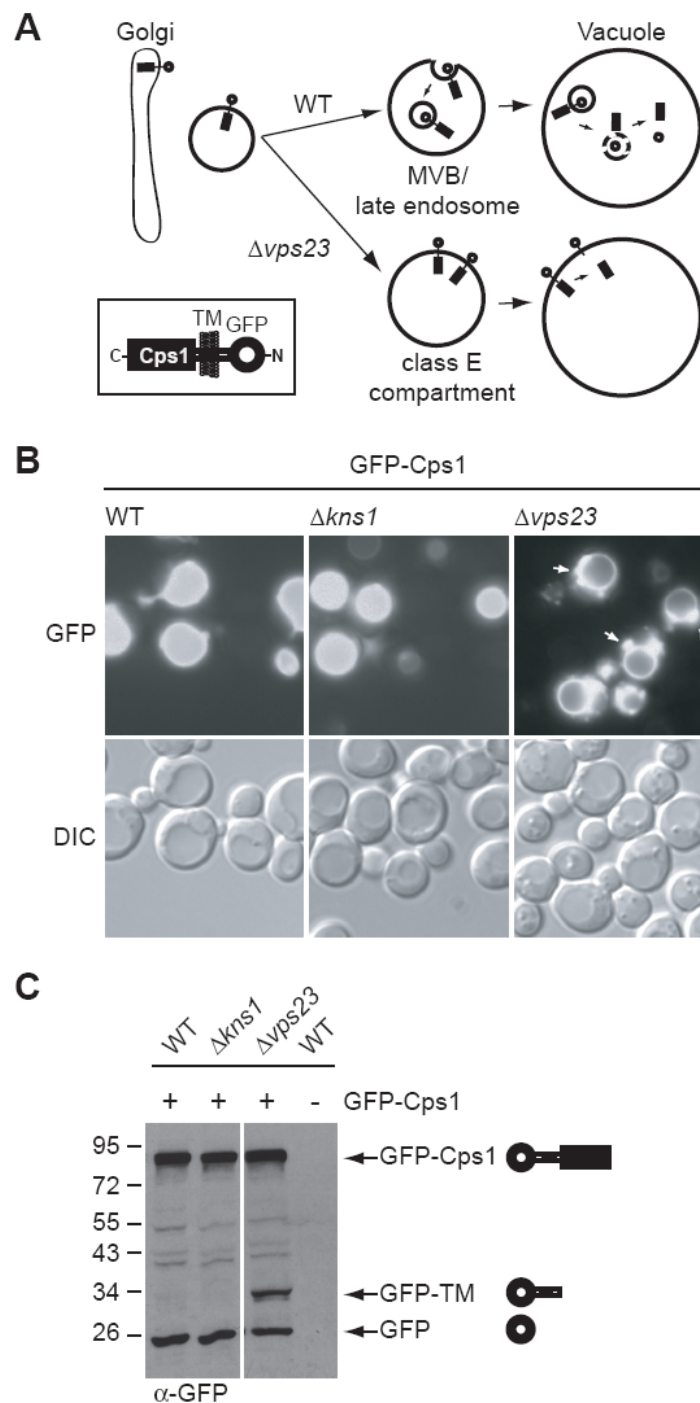 A
Golgi
Vacuole
WT
MVB/
late endosome
Δvps23
TM GFP
C- Cps1 -N
class E
compartment
B
GFP-Cps1
WT Δkns1 Δvps23
GFP
DIC
C
WT Δkns1 Δvps23 WT
+ + + - GFP-Cps1
95 GFP-Cps1
72
55
43
34 GFP-TM
26 GFP
α-GFP